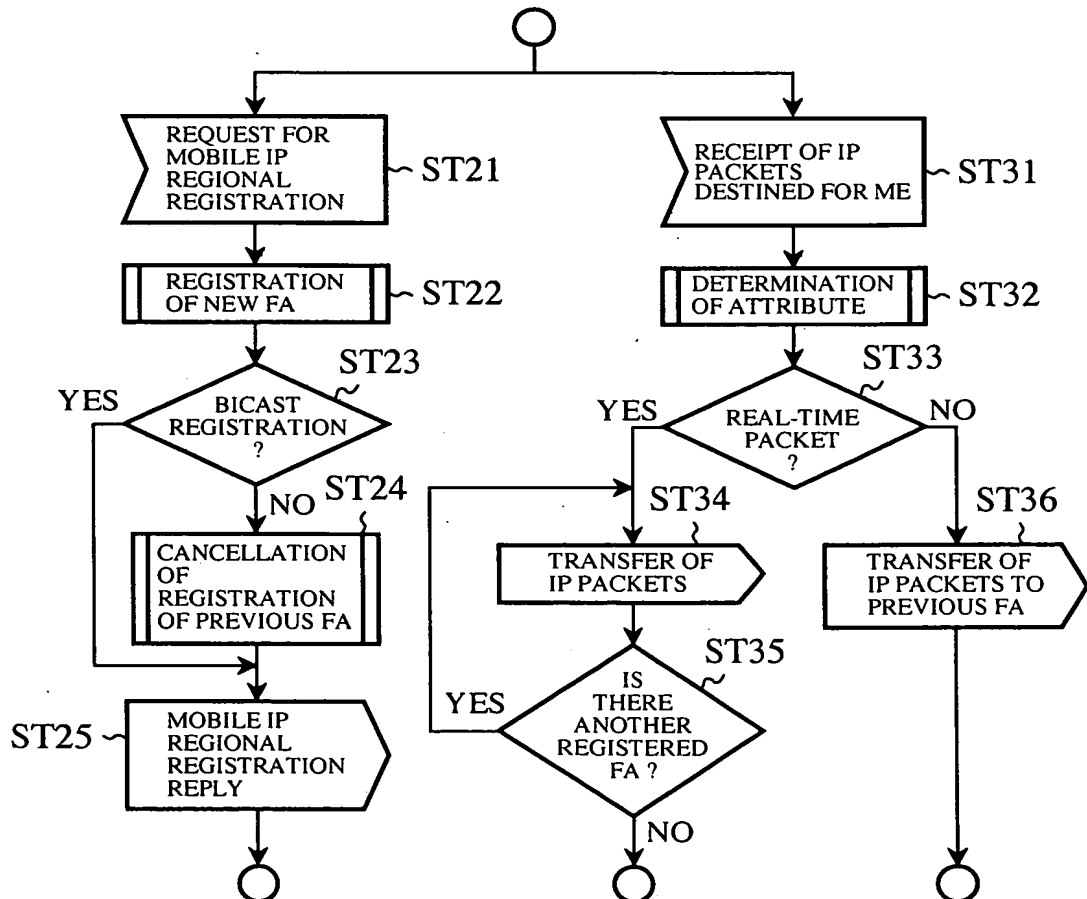 REQUEST FOR
MOBILE IP
REGIONAL
REGISTRATION
ST21
REGISTRATION
OF NEW FA
ST22
ST23
YES
BICAST
REGISTRATION
?
NO
ST24
CANCELLATION
OF
REGISTRATION
OF PREVIOUS FA
ST25
MOBILE IP
REGIONAL
REGISTRATION
REPLY
RECEIPT OF IP
PACKETS
DESTINED FOR ME
ST31
DETERMINATION
OF ATTRIBUTE
ST32
ST33
YES
REAL-TIME
PACKET
?
NO
ST34
TRANSFER OF
IP PACKETS
ST35
YES
IS
THERE
ANOTHER
REGISTERED
FA ?
NO
ST36
TRANSFER OF
IP PACKETS TO
PREVIOUS FA